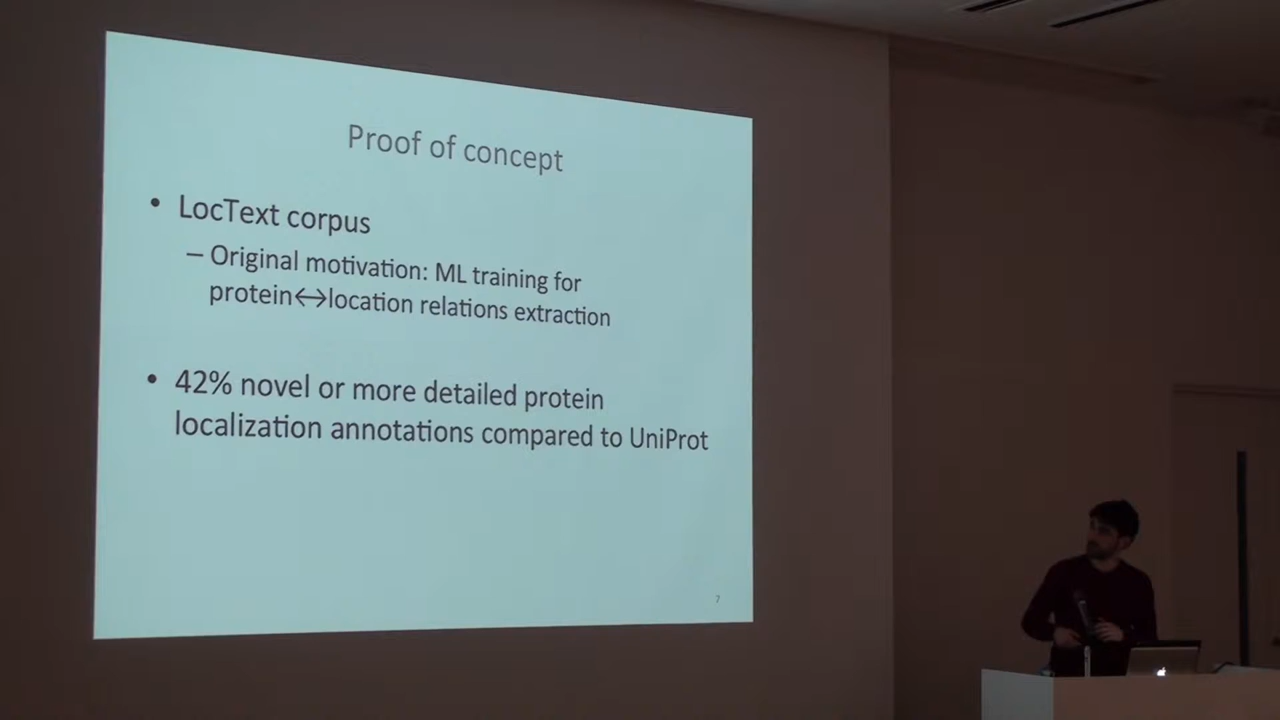 Proof of concept
• LocText corpus
– Original motivation: ML training for
protein↔location relations extraction
• 42% novel or more detailed protein
localization annotations compared to UniProt
7